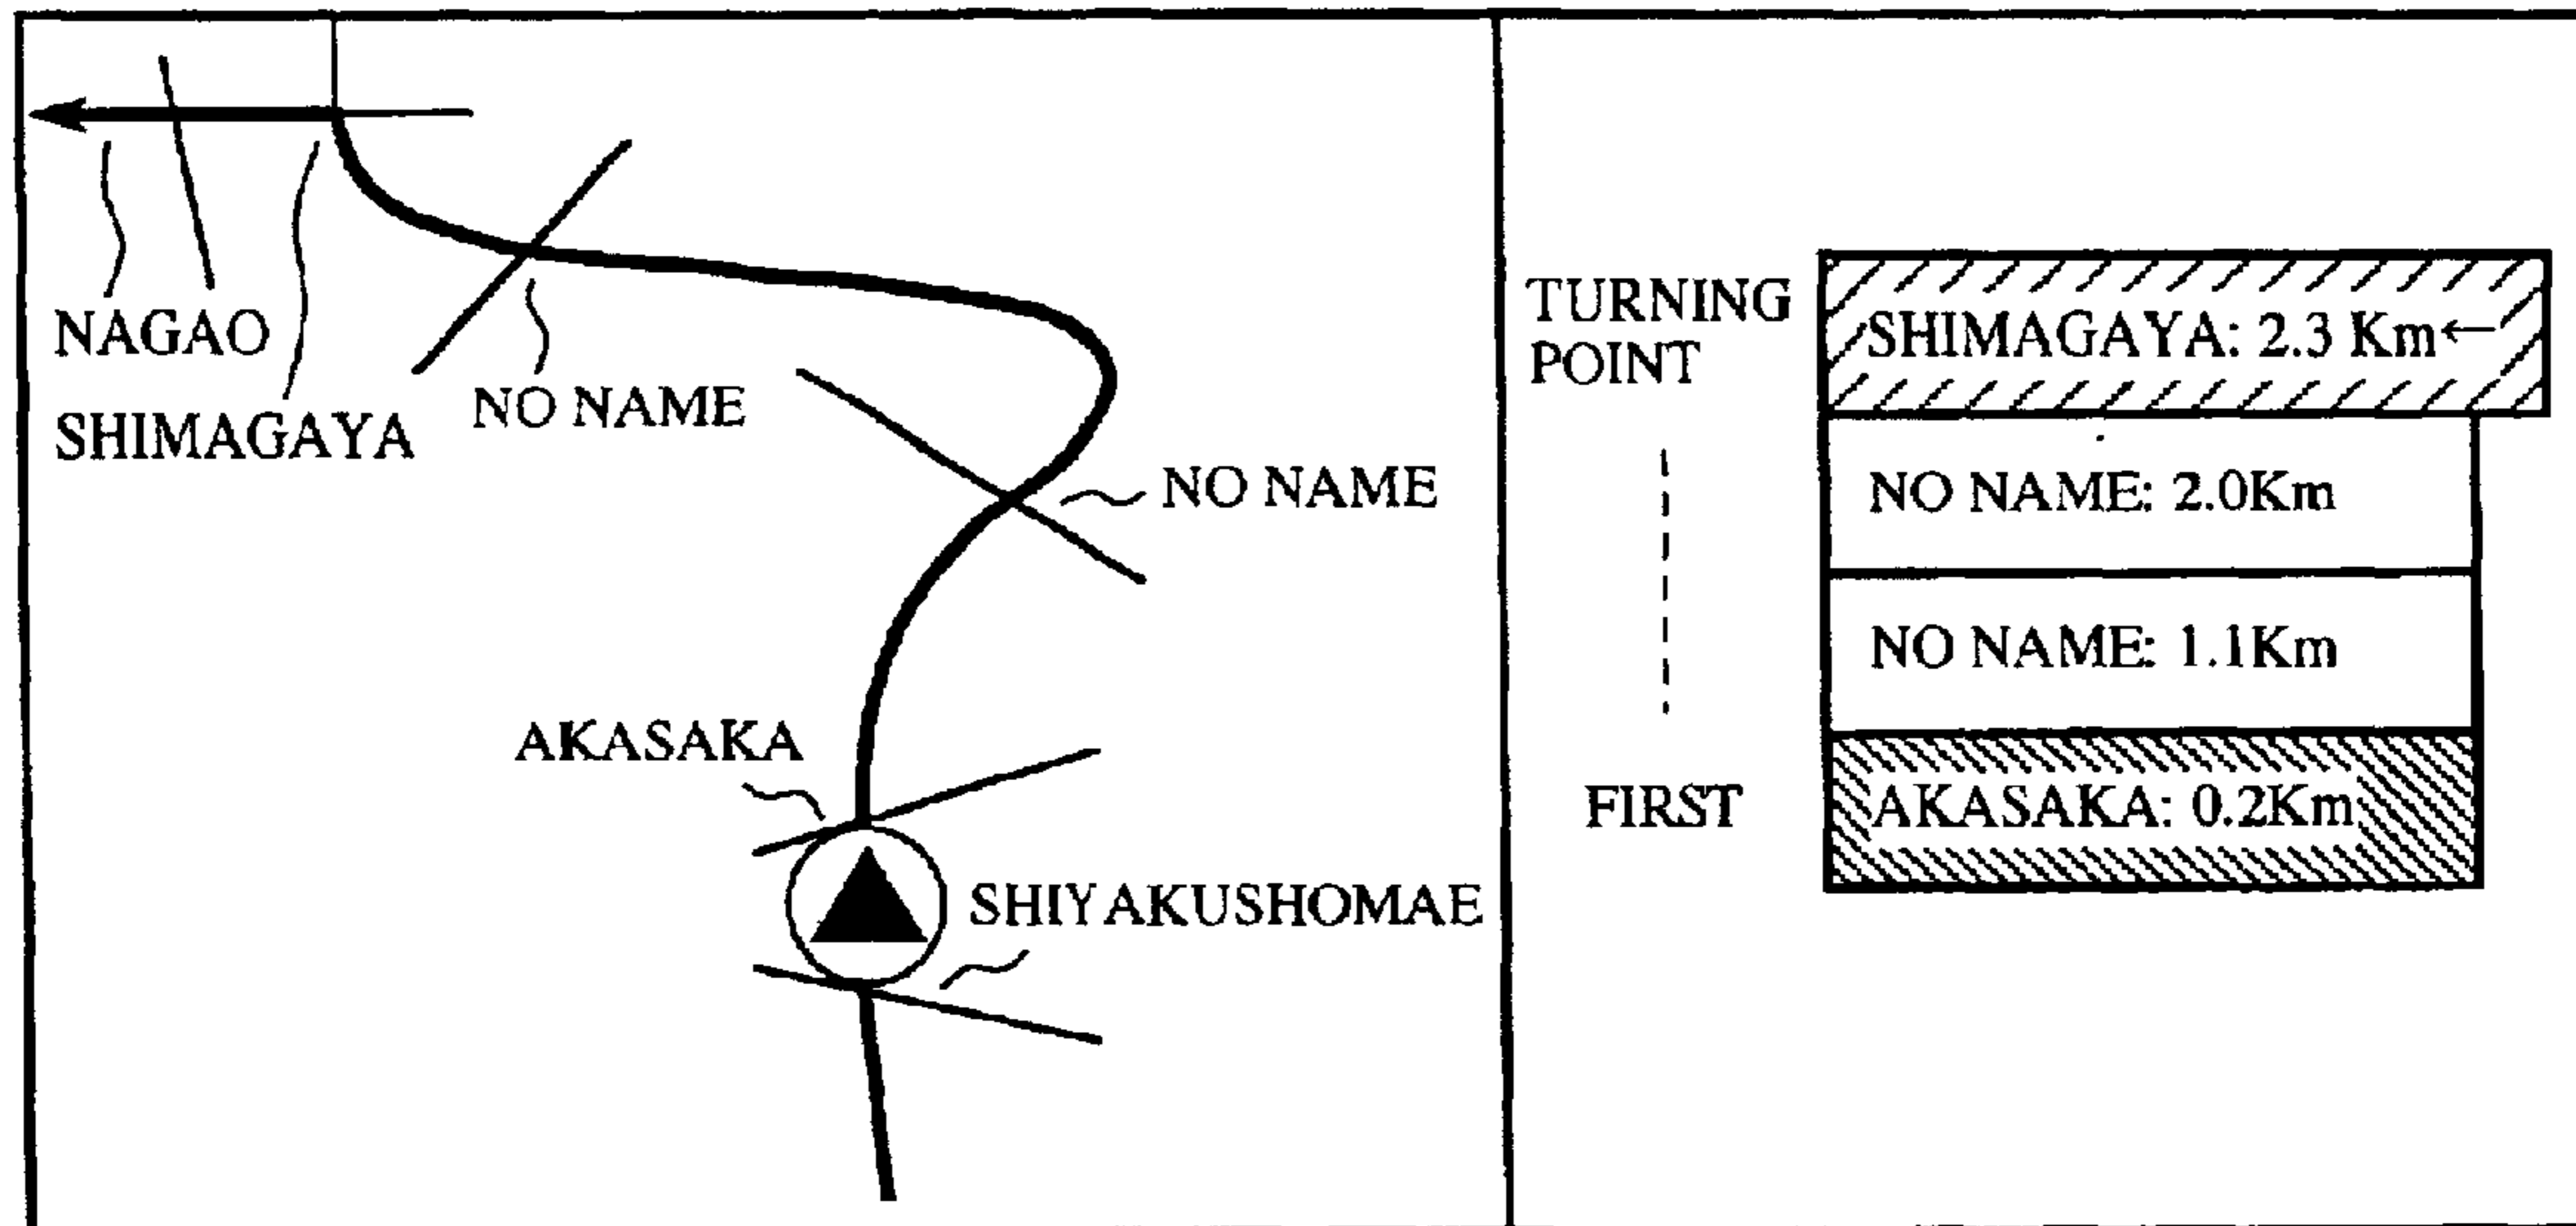 NAGAO
SHIMAGAYA
NO NAME
NO NAME
AKASAKA
SHIYAKUSHOMAE
TURNING
POINT
SHIMAGAYA: 2.3 Km←
NO NAME: 2.0Km
NO NAME: 1.1Km
FIRST
AKASAKA: 0.2Km